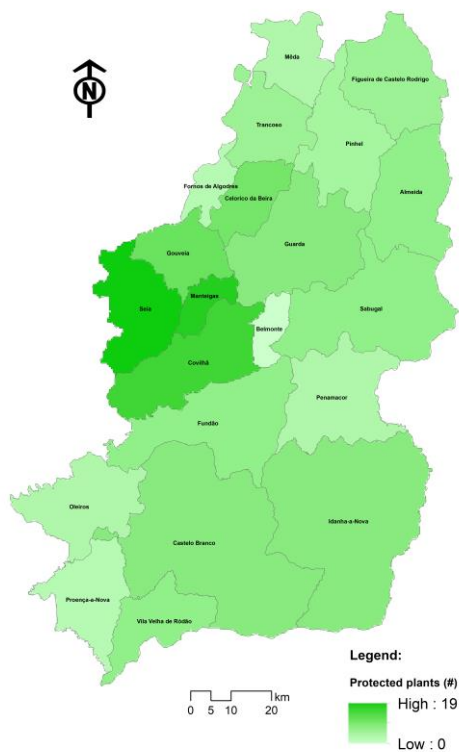 Mêda
Figueira de Castelo Rodrigo
N
Trancoso
Pinhel
Fornos de Algodres
Almeida
Celorico da Beira
Guarda
Gouveia
Manteigas
Seia
Sabugal
Belmonte
Covilhã
Penamacor
Fundão
Oleiros
Idanha-a-Nova
Castelo Branco
Proença-a-Nova
Vila Velha de Ródão
Legend:
Protected plants (#)
High : 19
Low : 0
km
0 5 10 20